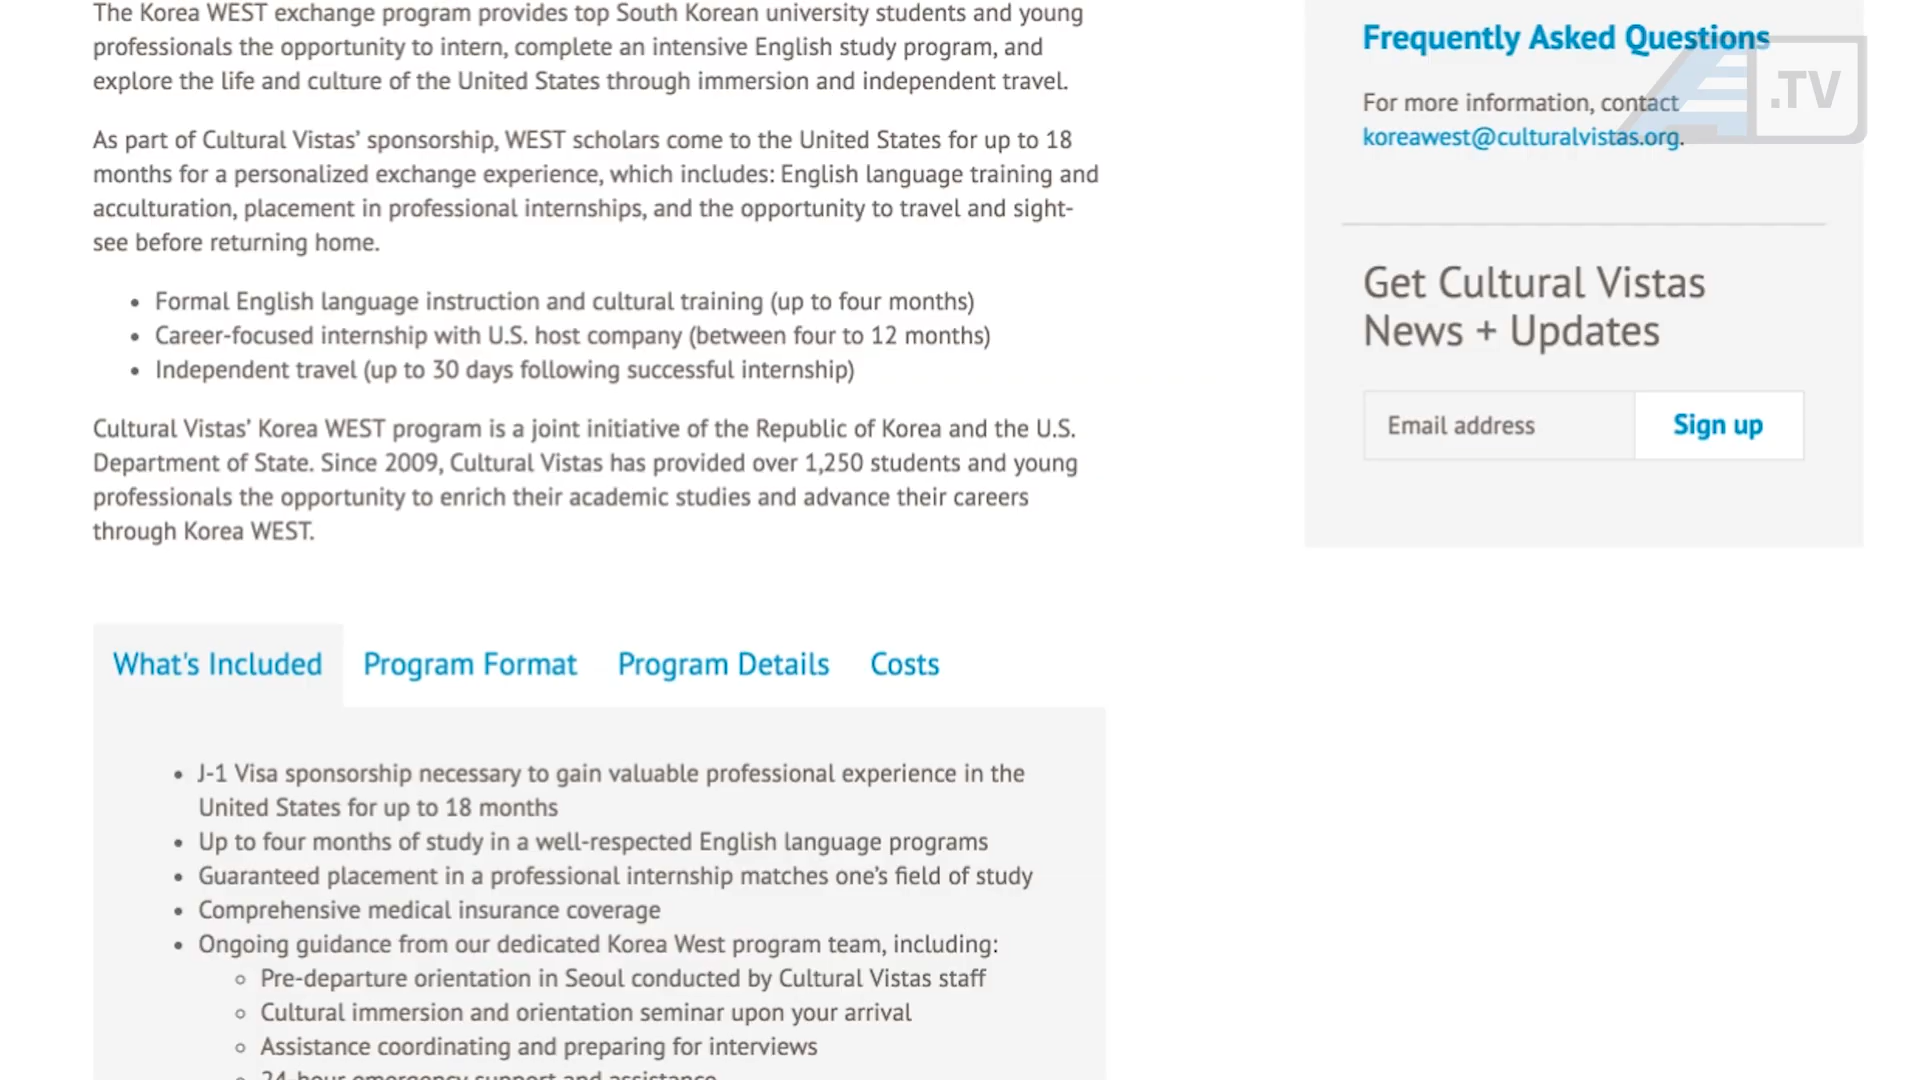 The Korea WEST exchange program provides top South Korean university students and young
professionals the opportunity to intern, complete an intensive English study program, and
explore the life and culture of the United States through immersion and independent travel.
As part of Cultural Vistas’ sponsorship, WEST scholars come to the United States for up to 18
months for a personalized exchange experience, which includes: English language training and
acculturation, placement in professional internships, and the opportunity to travel and sight-
see before returning home.
• Formal English language instruction and cultural training (up to four months)
• Career-focused internship with U.S. host company (between four to 12 months)
• Independent travel (up to 30 days following successful internship)
Cultural Vistas’ Korea WEST program is a joint initiative of the Republic of Korea and the U.S.
Department of State. Since 2009, Cultural Vistas has provided over 1,250 students and young
professionals the opportunity to enrich their academic studies and advance their careers
through Korea WEST.
What's Included Program Format Program Details Costs
• J-1 Visa sponsorship necessary to gain valuable professional experience in the
United States for up to 18 months
• Up to four months of study in a well-respected English language programs
• Guaranteed placement in a professional internship matches one’s field of study
• Comprehensive medical insurance coverage
• Ongoing guidance from our dedicated Korea West program team, including:
◦ Pre-departure orientation in Seoul conducted by Cultural Vistas staff
◦ Cultural immersion and orientation seminar upon your arrival
◦ Assistance coordinating and preparing for interviews
◦ 24-hour emergency support and assistance
Frequently Asked Questions
.TV
For more information, contact
koreawest@culturalvistas.org.
Get Cultural Vistas
News + Updates
Email address Sign up